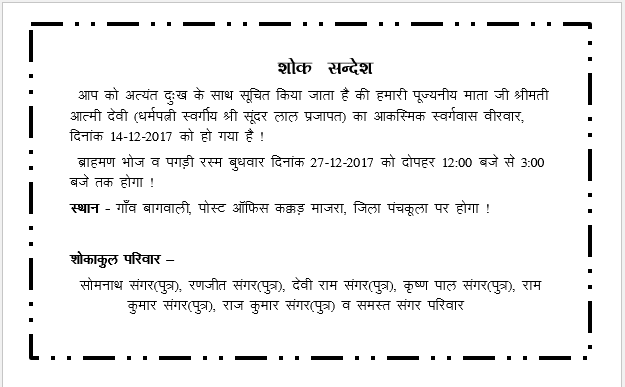 शोक सन्देश
आप को अत्यंत दुःख के साथ सूचित किया जाता है की हमारी पूज्यनीय माता जी श्रीमती
आत्मी देवी (धर्मपत्नी स्वर्गीय श्री सूंदर लाल प्रजापत) का आकस्मिक स्वर्गवास वीरवार,
दिनांक 14-12-2017 को हो गया है !
ब्राहमण भोज व पगड़ी रस्म बुधवार दिनांक 27-12-2017 को दोपहर 12:00 बजे से 3:00
बजे तक होगा !
स्थान - गाँव बागवाली, पोस्ट ऑफिस कक्कड़ माजरा, जिला पंचकूला पर होगा !
शोकाकुल परिवार –
सोमनाथ संगर(पुत्र), रणजीत संगर(पुत्र), देवी राम संगर(पुत्र), कृष्ण पाल संगर(पुत्र), राम
कुमार संगर(पुत्र), राज कुमार संगर(पुत्र) व समस्त संगर परिवार